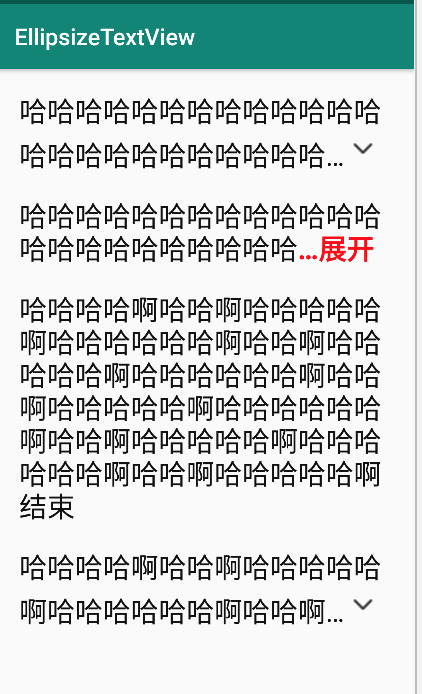 EllipsizeTextView
哈哈哈哈哈哈哈哈哈哈哈哈哈
哈哈哈哈哈哈哈哈哈哈哈...
哈哈哈哈哈哈哈哈哈哈哈哈哈
哈哈哈哈哈哈哈哈哈哈...展开
哈哈哈哈啊哈哈啊哈哈哈哈哈
啊哈哈哈哈哈哈啊哈哈啊哈哈
哈哈哈啊哈哈哈哈哈哈啊哈哈
啊哈哈哈哈哈啊哈哈哈哈哈哈
啊哈哈啊哈哈哈哈哈啊哈哈哈
哈哈哈啊哈哈啊哈哈哈哈哈啊
结束
哈哈哈哈啊哈哈啊哈哈哈哈哈
啊哈哈哈哈哈哈啊哈哈啊...